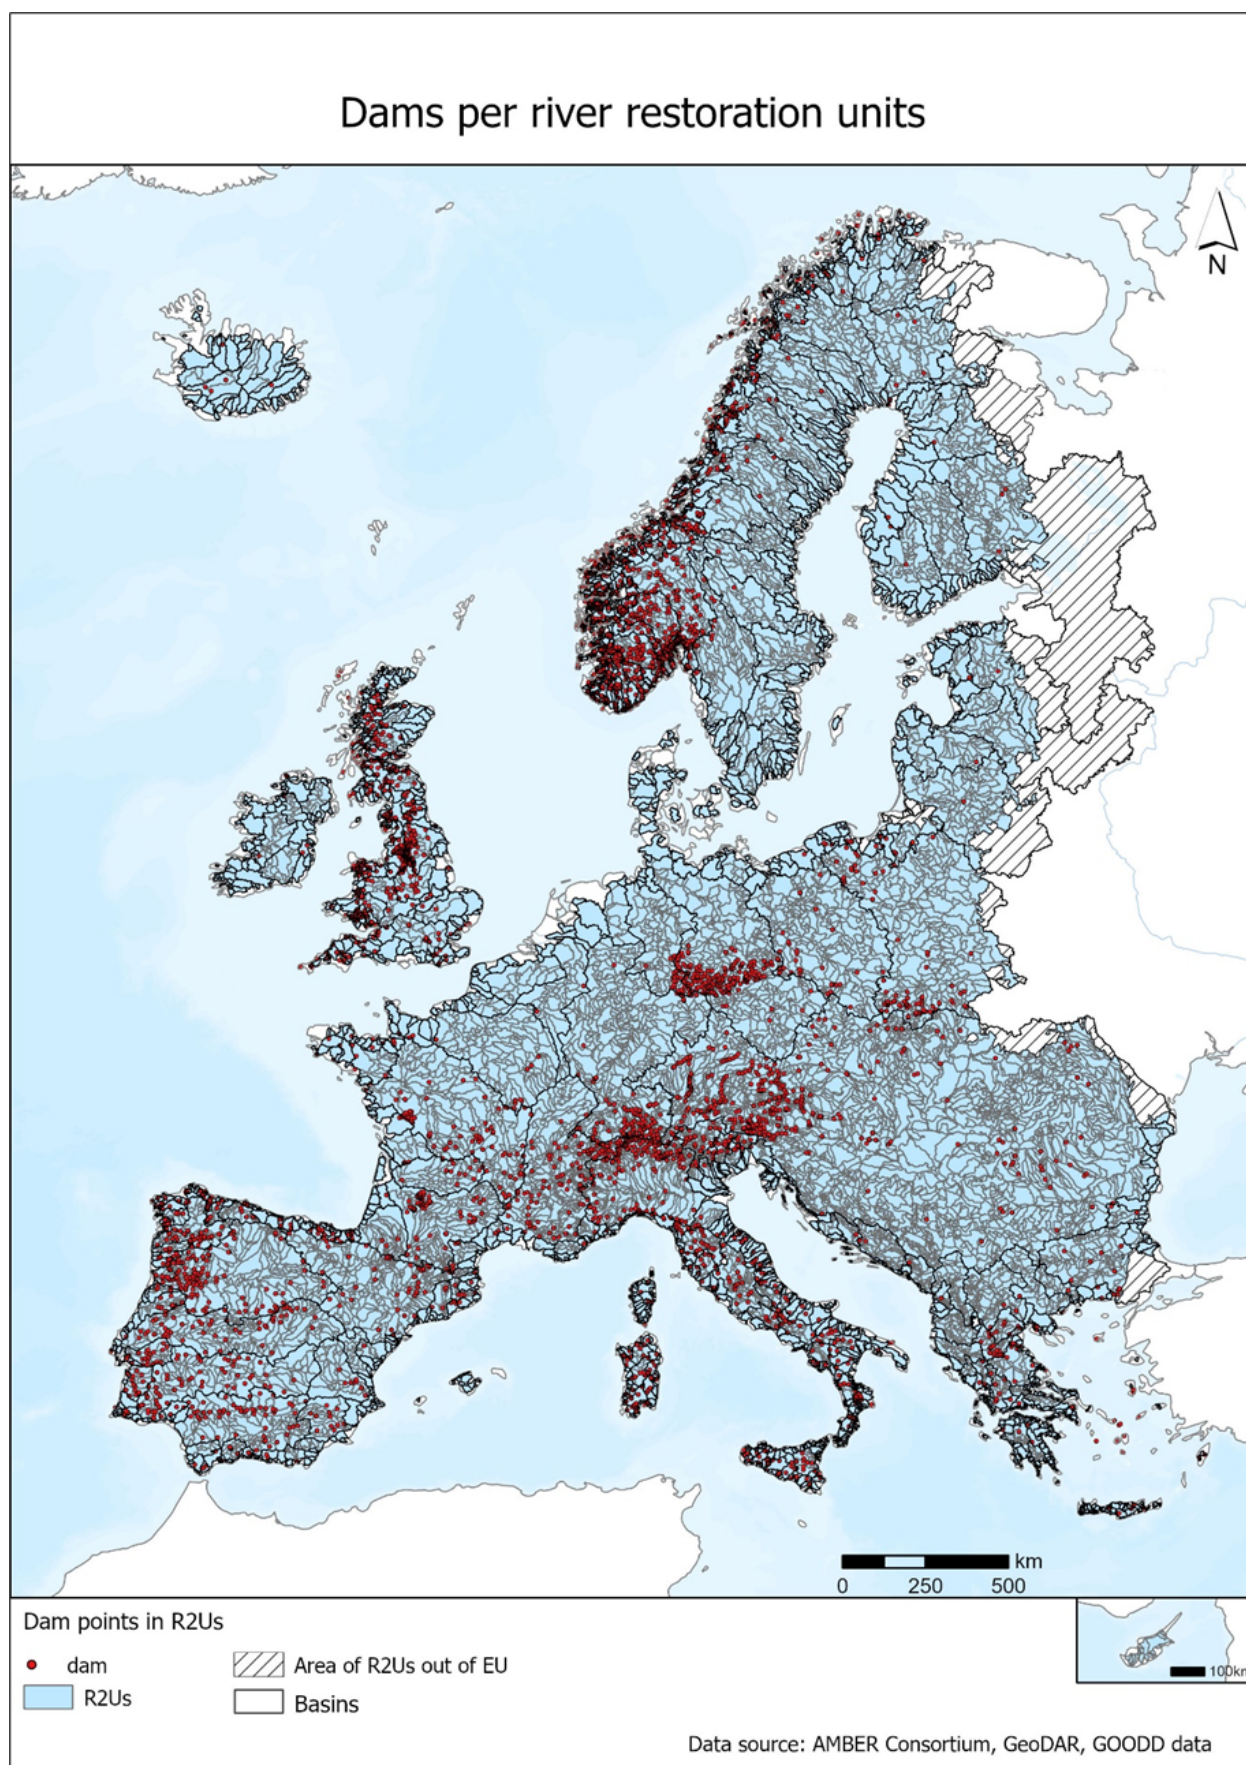 Dams per river restoration units
N
km
0 250 500
Dam points in R2Us
dam
Area of R2Us out of EU
R2Us
Basins
100km
Data source: AMBER Consortium, GeoDAR, GOODD data